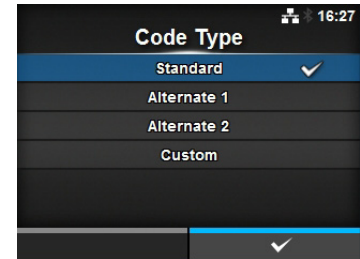 16:27
Code Type
Standard
Alternate 1
Alternate 2
Custom